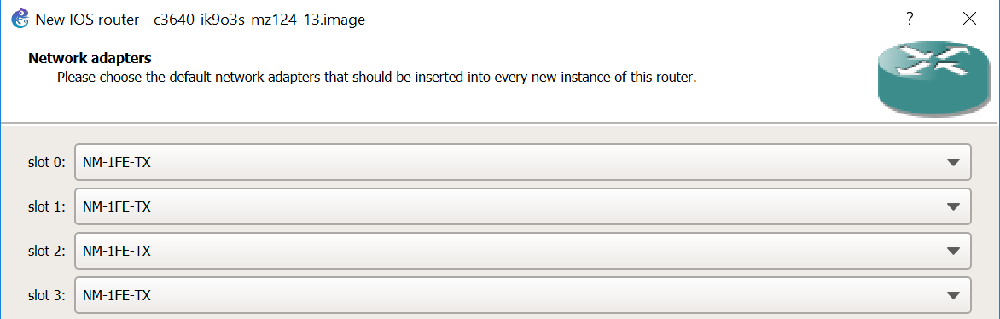 New IOS router - c3640-ik9o3s-mz124-13.image
?
Network adapters
Please choose the default network adapters that should be inserted into every new instance of this router.
slot 0: NM-1FE-TX
slot 1: NM-1FE-TX
slot 2: NM-1FE-TX
slot 3: NM-1FE-TX